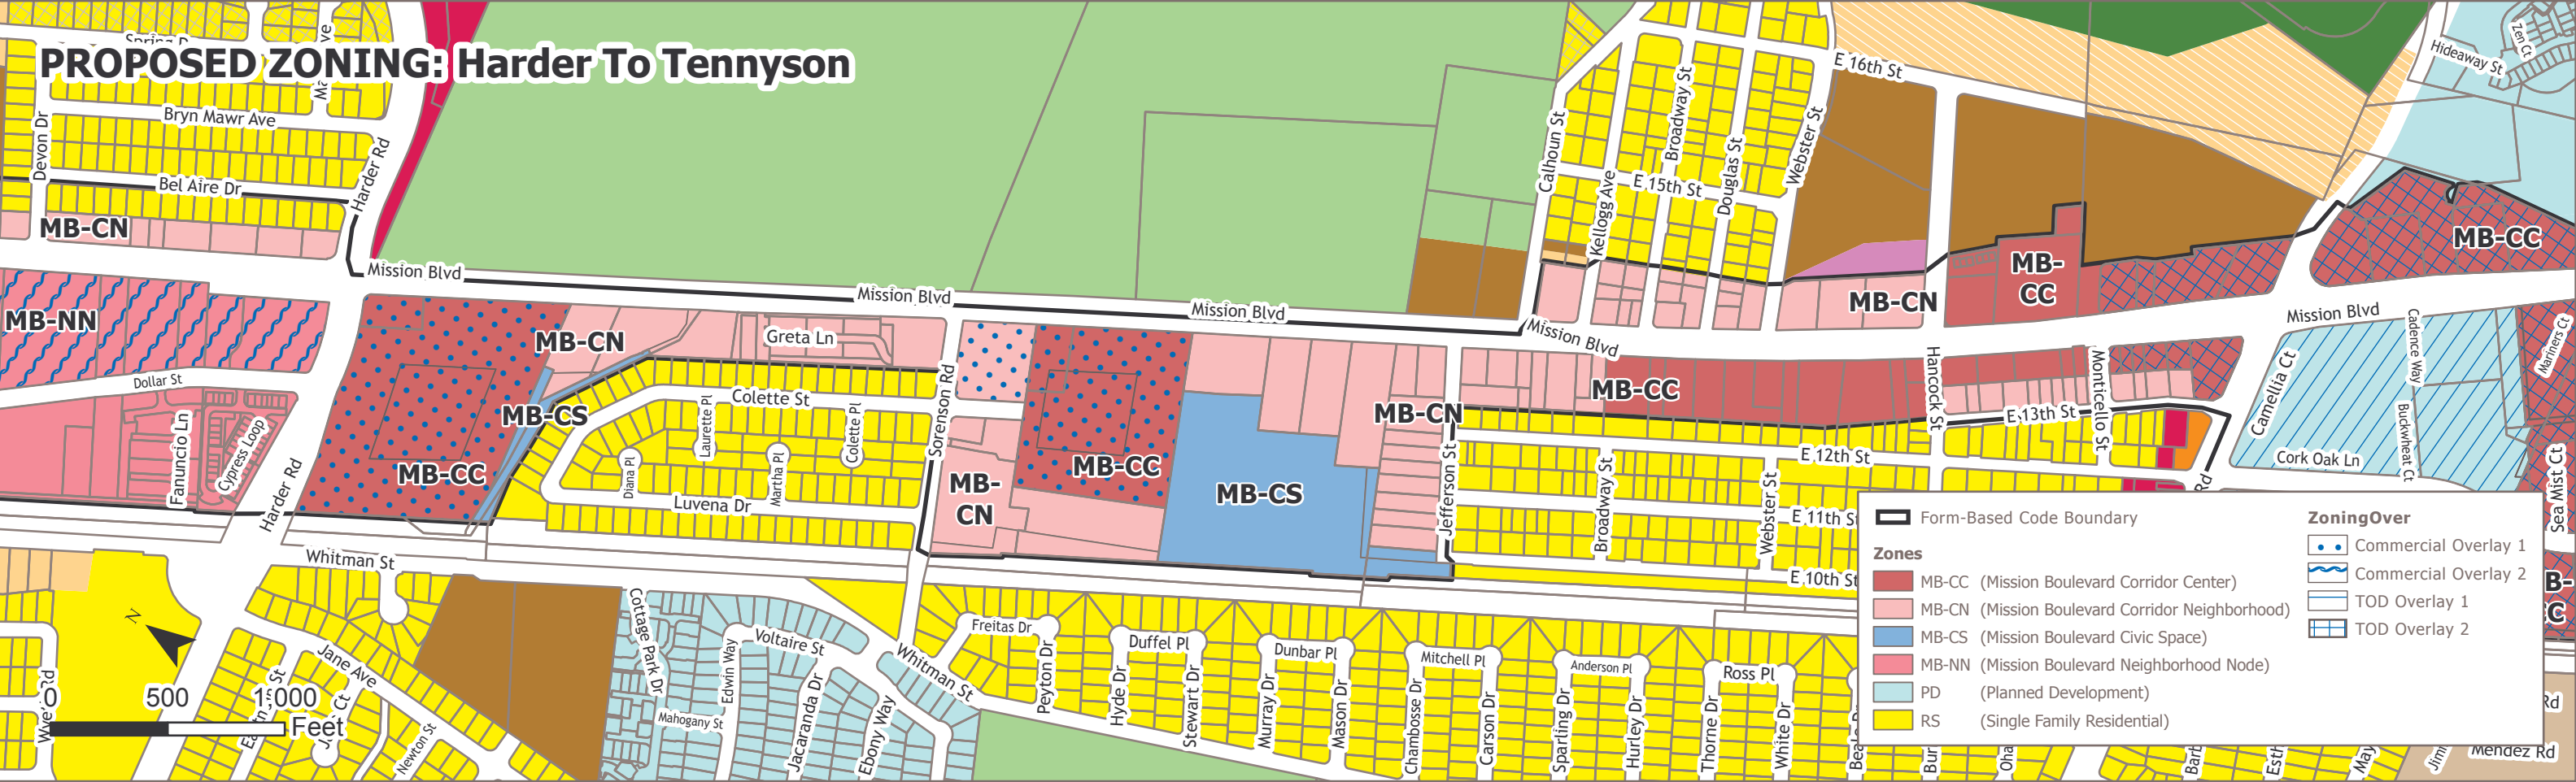 PROPOSED ZONING: Harder To Tennyson
Bryn Mawr Ave
Devon Dr
Bel Aire Dr
Harder Rd
MB-CN
Mission Blvd
Mission Blvd
Mission Blvd
Mission Blvd
Mission Blvd
MB-NN
Dollar St
Fanuncio Ln
Cypress Loop
Harder Rd
MB-CN
Greta Ln
MB-CS
MB-CC
Colette St
Laurette Pl
Colette Pl
Diana Pl
Martha Pl
Luvena Dr
Sorenson Rd
MB-
CN
MB-CC
MB-CS
MB-CN
Jefferson St
Calhoun St
Kellogg Ave
Broadway St
Douglas St
Webster St
E 15th St
E 16th St
MB-CN
MB-
CC
MB-CC
MB-CC
Hideaway St
Zen Ct
Hancock St
Monticello St
E 13th St
E 12th St
E 11th St
E 10th St
Broadway St
Webster St
Camellia Ct
Cadence Way
Buckwheat Ct
Cork Oak Ln
Mariners Ct
Sea Mist Ct
Rd
Whitman St
Jane Ave
Newton St
Cottage Park Dr
Edwin Way
Voltaire St
Mahogany St
Jacaranda Dr
Ebony Way
Whitman St
Freitas Dr
Peyton Dr
Duffel Pl
Hyde Dr
Stewart Dr
Dunbar Pl
Murray Dr
Mason Dr
Mitchell Pl
Chambosse Dr
Carson Dr
Anderson Pl
Sparling Dr
Hurley Dr
Ross Pl
Thorne Dr
White Dr
Mendez Rd
N
0 500 1,000
Feet
Form-Based Code Boundary
Zones
MB-CC (Mission Boulevard Corridor Center)
MB-CN (Mission Boulevard Corridor Neighborhood)
MB-CS (Mission Boulevard Civic Space)
MB-NN (Mission Boulevard Neighborhood Node)
PD (Planned Development)
RS (Single Family Residential)
ZoningOver
Commercial Overlay 1
Commercial Overlay 2
TOD Overlay 1
TOD Overlay 2